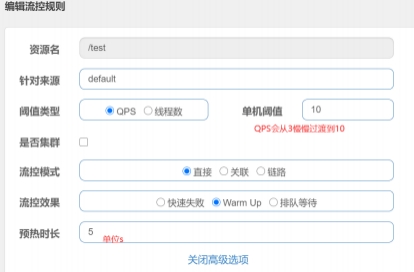 编辑流控规则
资源名 /test
针对来源 default
阈值类型 QPS 线程数 单机阈值 10
QPS会从3慢慢过渡到10
是否集群
流控模式 直接 关联 链路
流控效果 快速失败 Warm Up 排队等待
预热时长 5
单位s
关闭高级选项